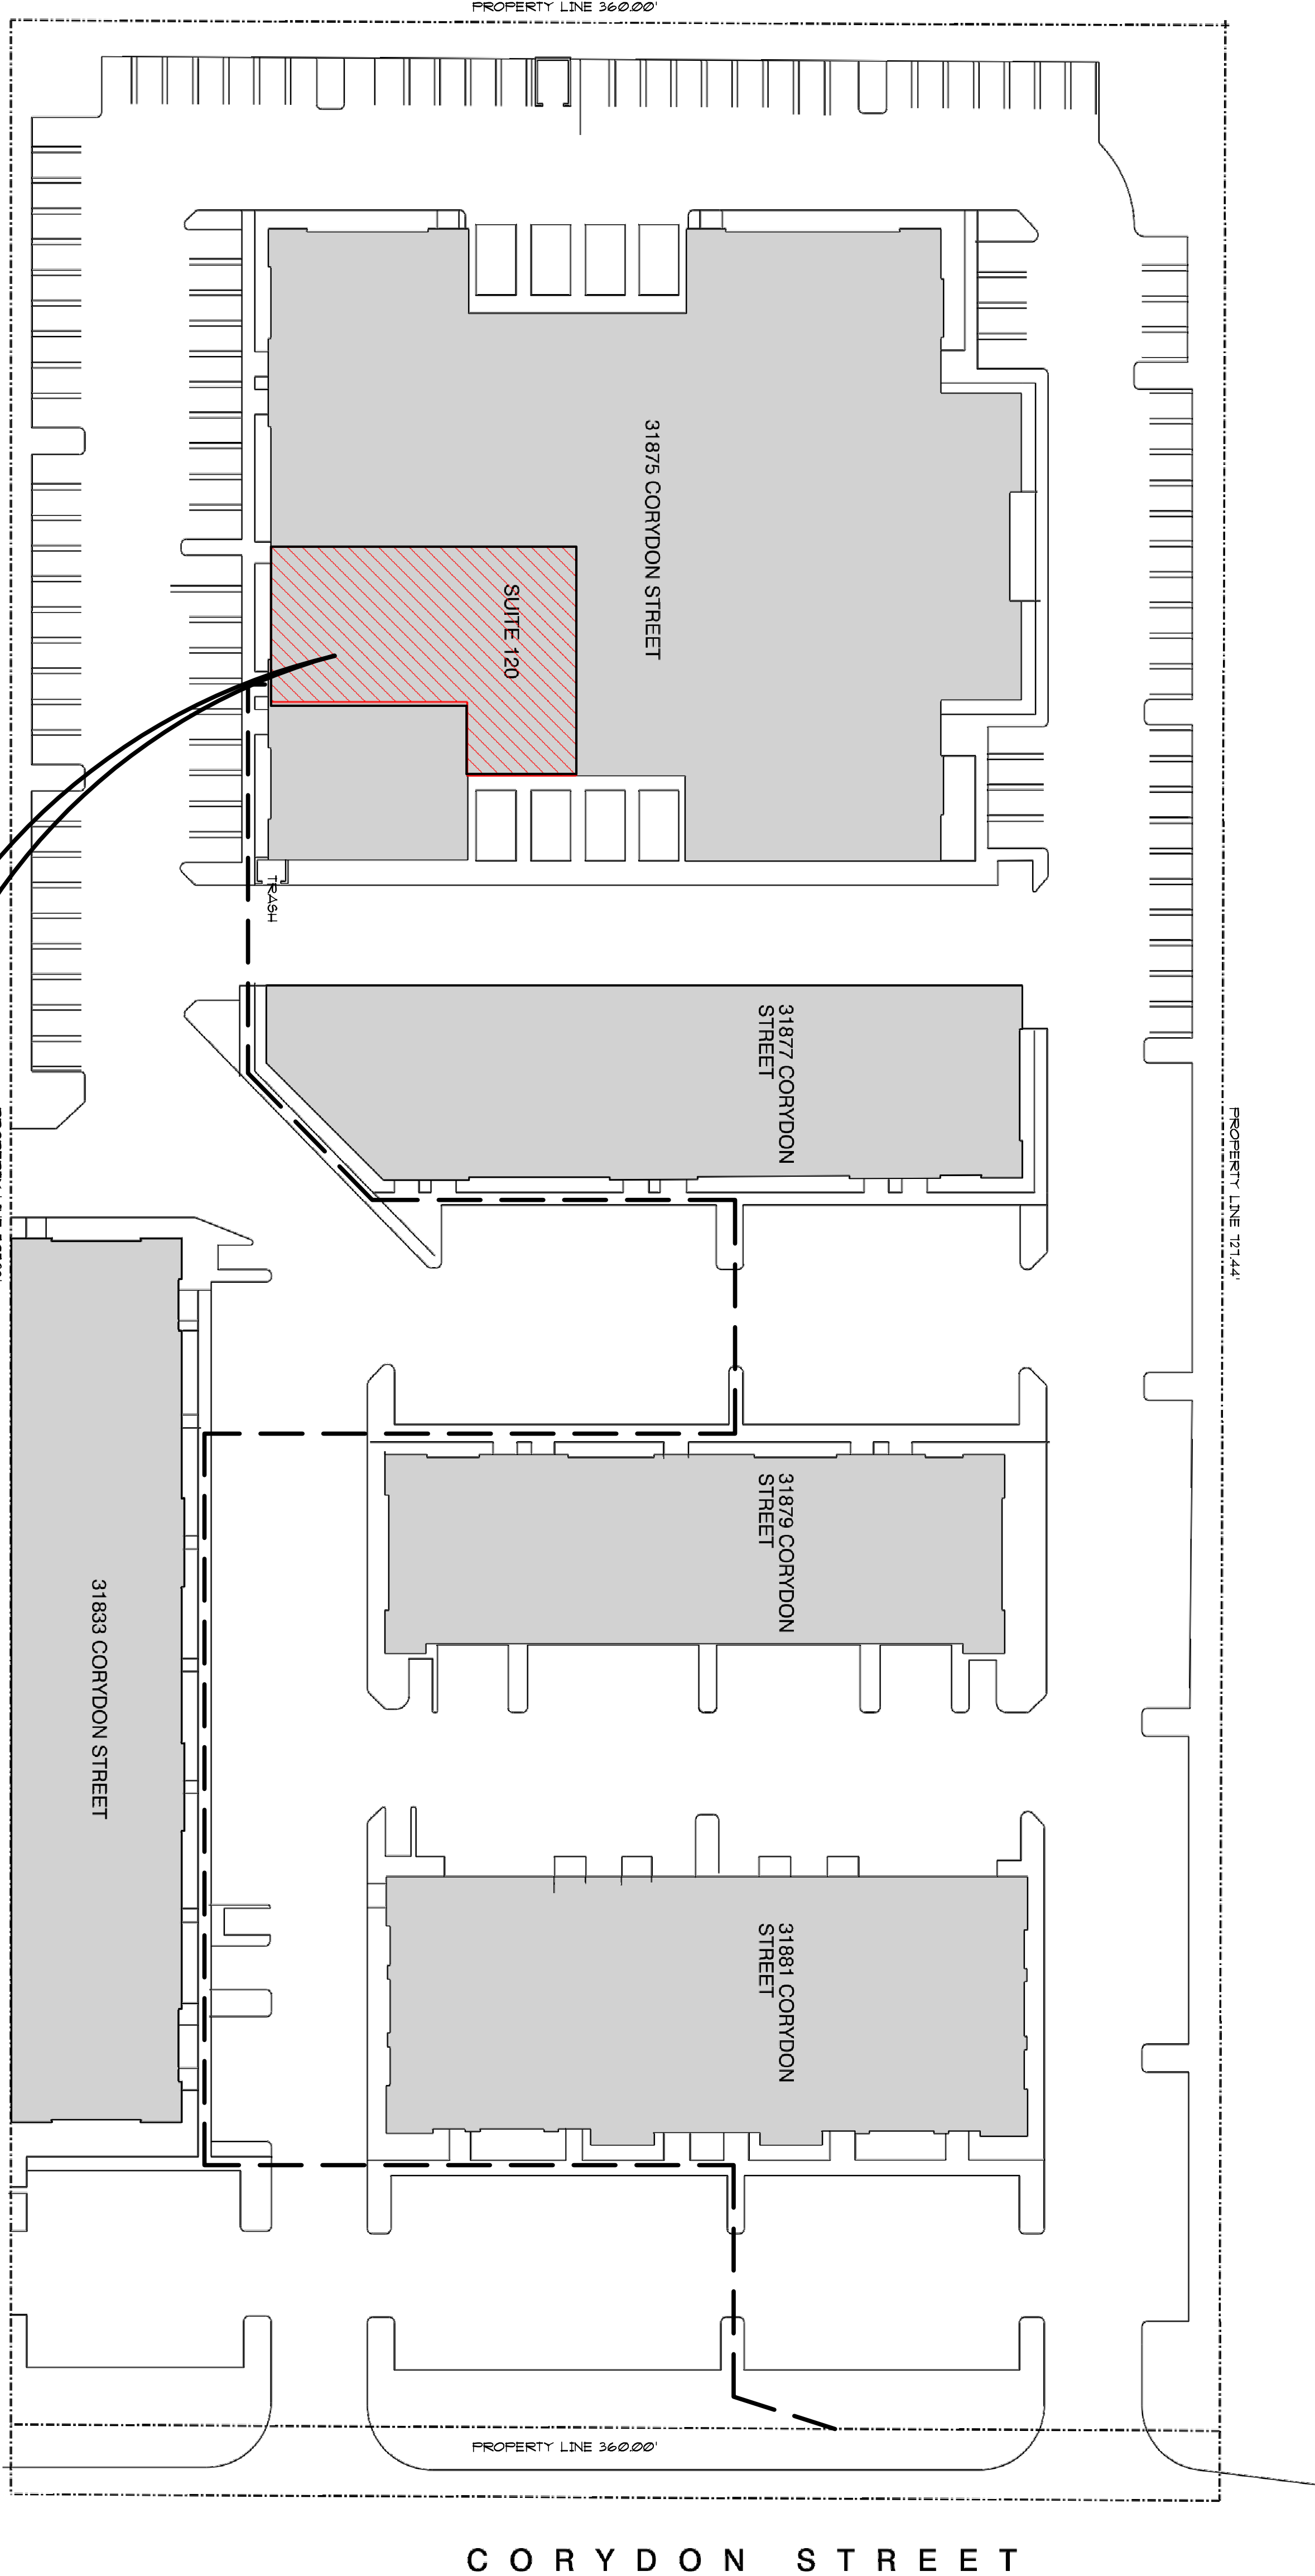 PROPERTY LINE 360.00'
31875 CORYDON STREET
SUITE 120
TRASH
31877 CORYDON
STREET
PROPERTY LINE 727.44'
31879 CORYDON
STREET
31833 CORYDON STREET
31881 CORYDON
STREET
PROPERTY LINE 360.00'
CORYDON STREET